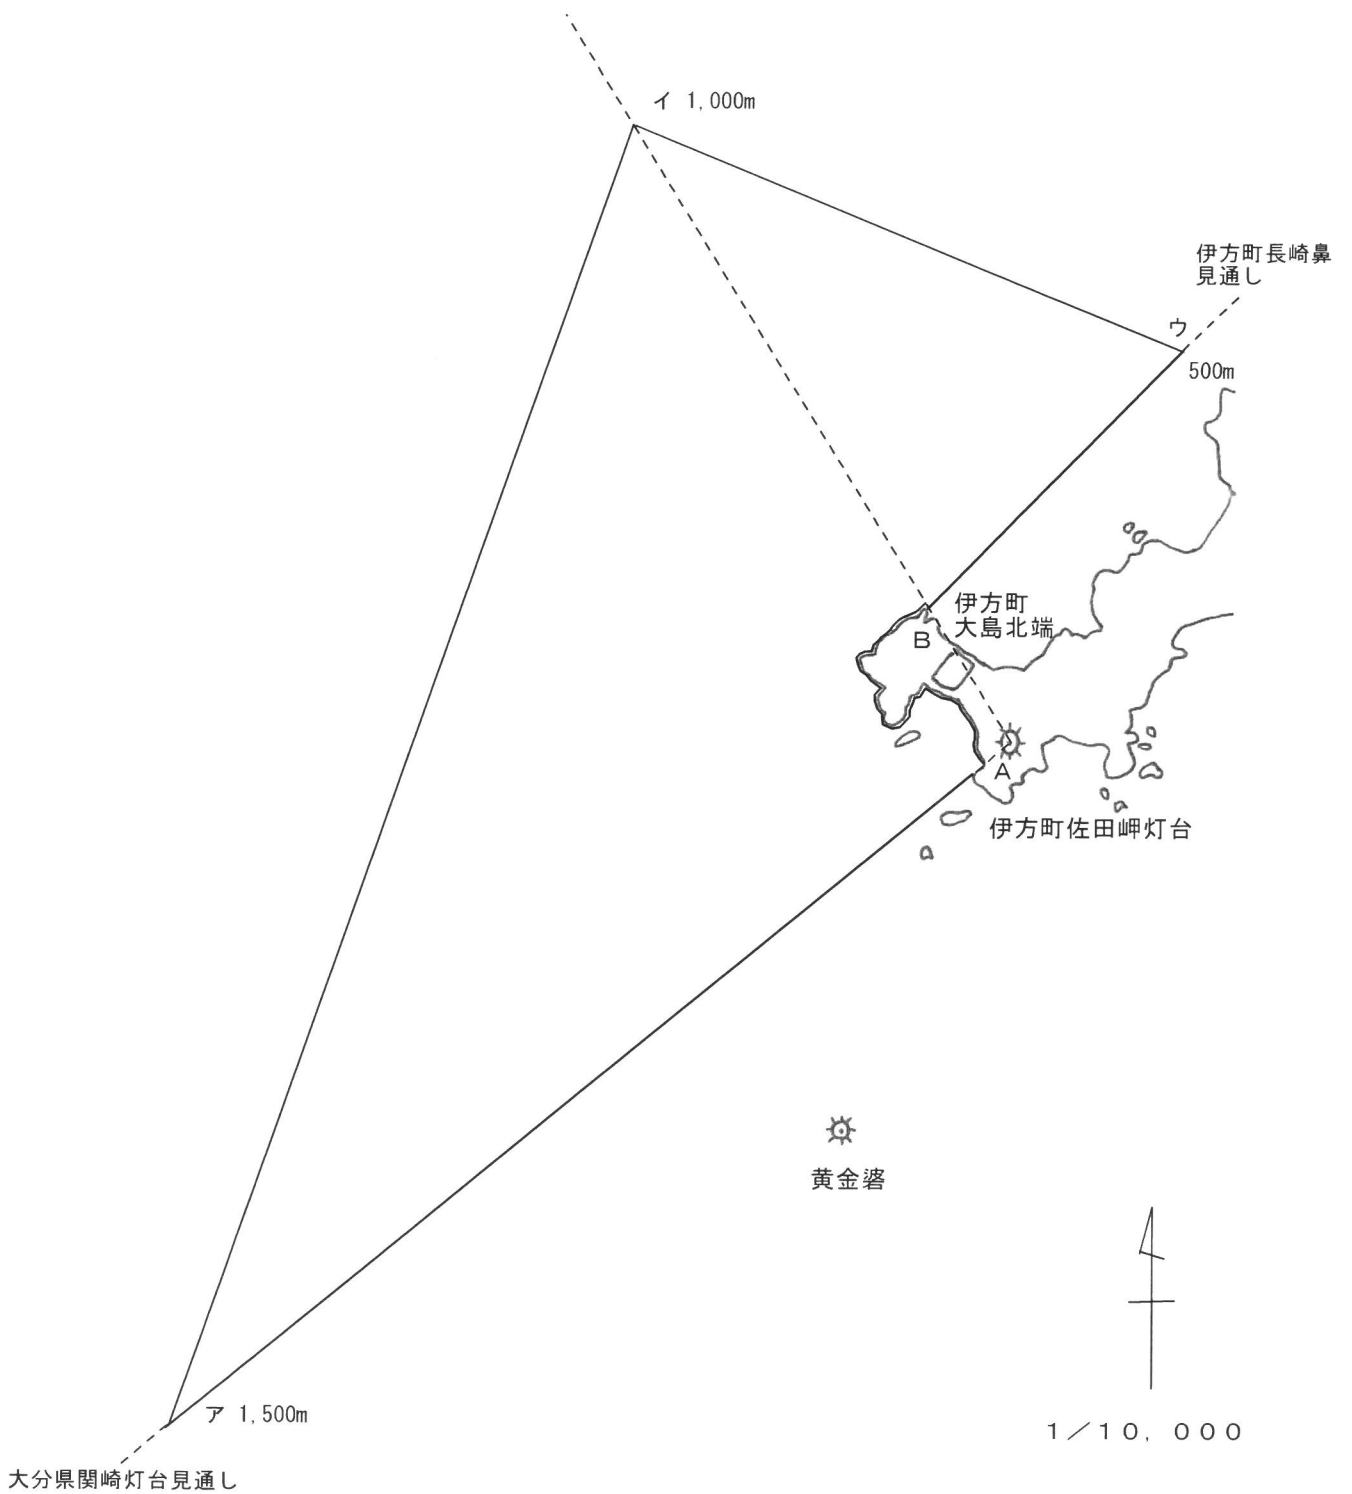 イ 1,000m
伊方町長崎鼻
見通し
ウ
500m
伊方町
大島北端
B
A
伊方町佐田岬灯台
黄金碆
ア 1,500m
1／10,000
大分県関崎灯台見通し